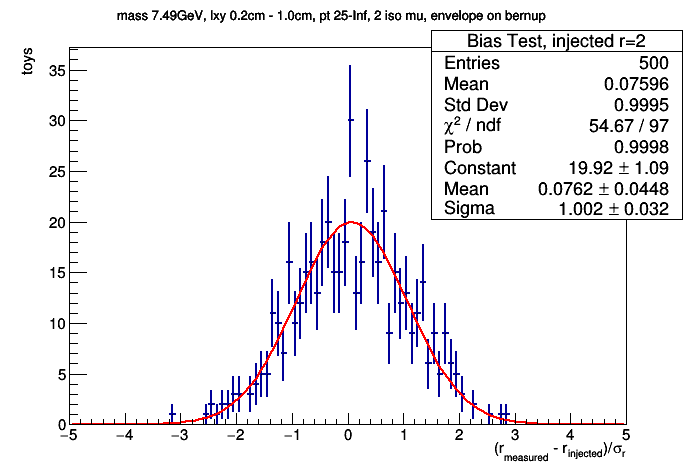 mass 7.49GeV, lxy 0.2cm - 1.0cm, pt 25-Inf, 2 iso mu, envelope on bernup
toys
Bias Test, injected r=2
Entries 500
Mean 0.07596
Std Dev 0.9995
χ² / ndf 54.67 / 97
Prob 0.9998
Constant 19.92 ± 1.09
Mean 0.0762 ± 0.0448
Sigma 1.002 ± 0.032
35
30
25
20
15
10
5
0
−5 −4 −3 −2 −1 0 1 2 3 4 5
(r_measured - r_injected)/σ_r